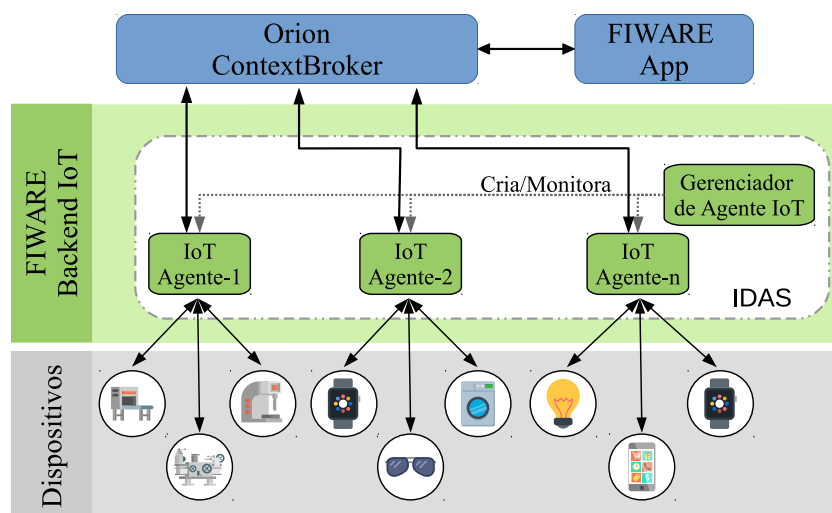 Orion
ContextBroker
FIWARE
App
FIWARE
Backend IoT
Cria/Monitora
Gerenciador
de Agente IoT
IoT
Agente-1
IoT
Agente-2
IoT
Agente-n
IDAS
Dispositivos